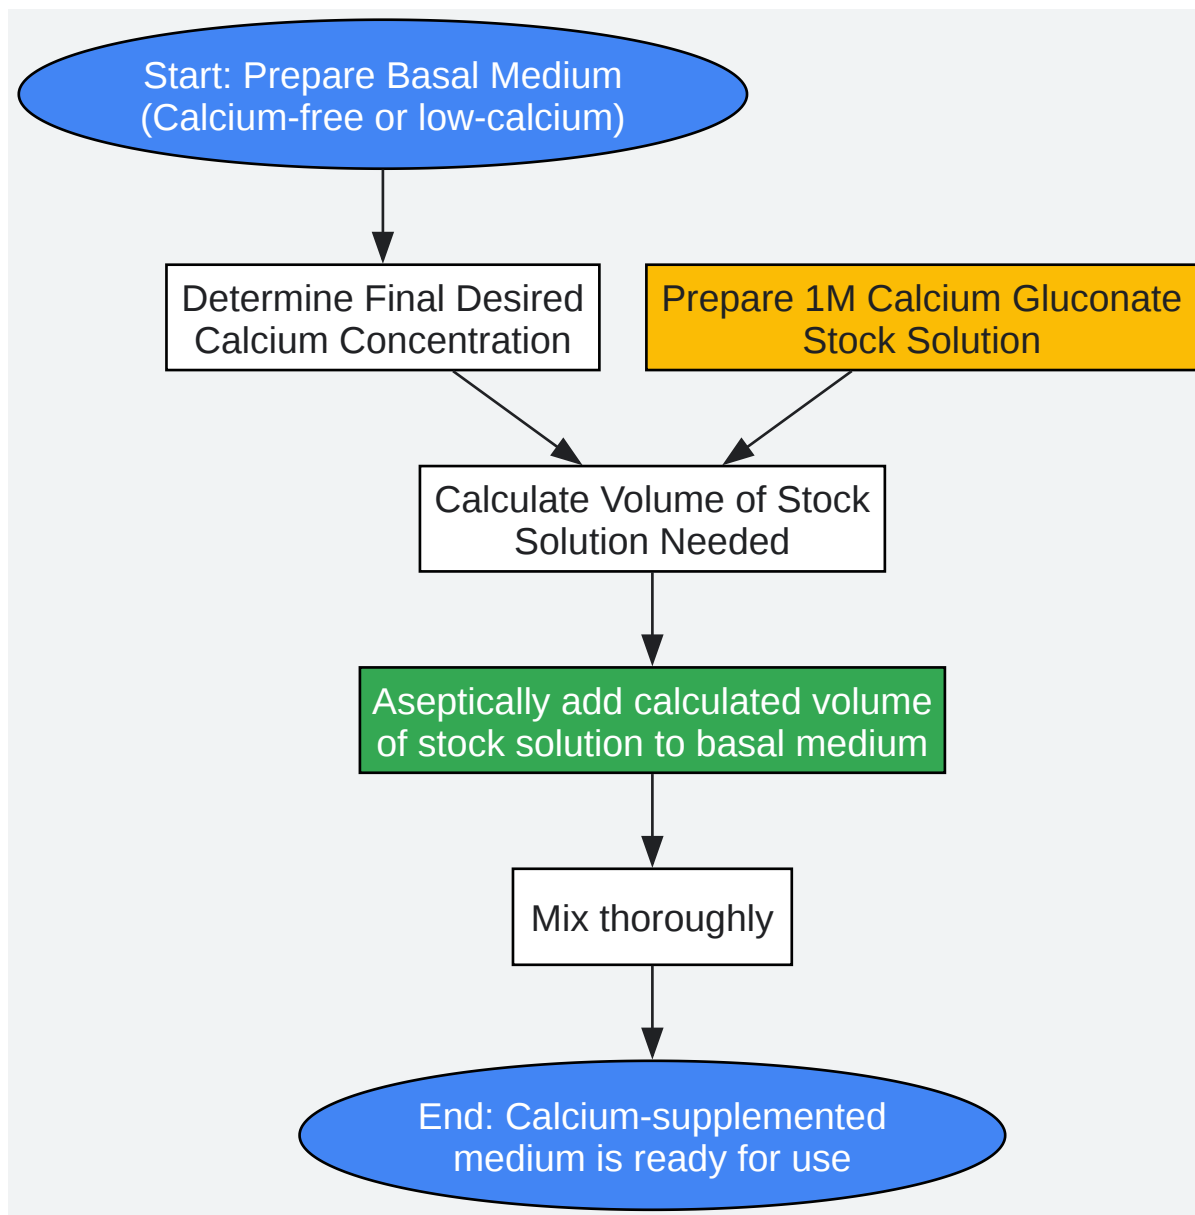 Start: Prepare Basal Medium
(Calcium-free or low-calcium)
Determine Final Desired
Calcium Concentration
Prepare 1M Calcium Gluconate
Stock Solution
Calculate Volume of Stock
Solution Needed
Aseptically add calculated volume
of stock solution to basal medium
Mix thoroughly
End: Calcium-supplemented
medium is ready for use